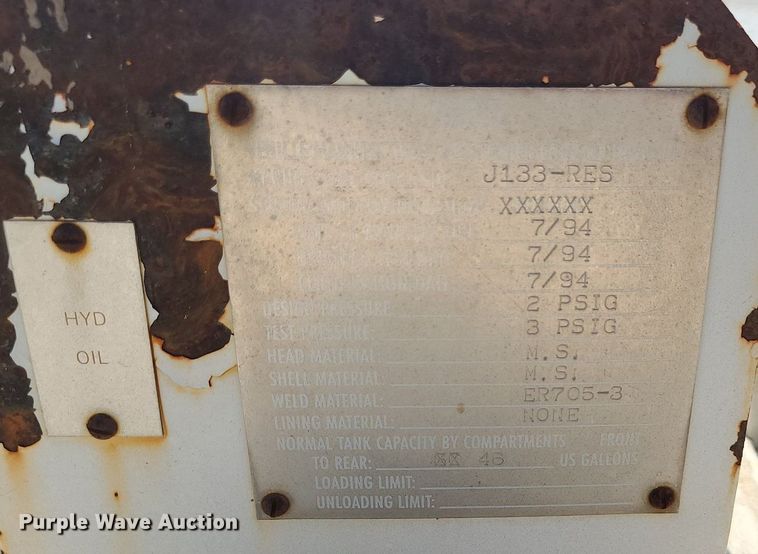 J133-RES
XXXXXX
7/94
7/94
7/94
DESIGN PRESSURE: 2 PSIG
TEST PRESSURE: 3 PSIG
HEAD MATERIAL: M.S.
SHELL MATERIAL: M.S.
WELD MATERIAL: ER705-3
LINING MATERIAL: NONE
NORMAL TANK CAPACITY BY COMPARTMENTS FRONT
TO REAR: 48 US GALLONS
LOADING LIMIT:
UNLOADING LIMIT:
HYD
OIL
Purple Wave Auction